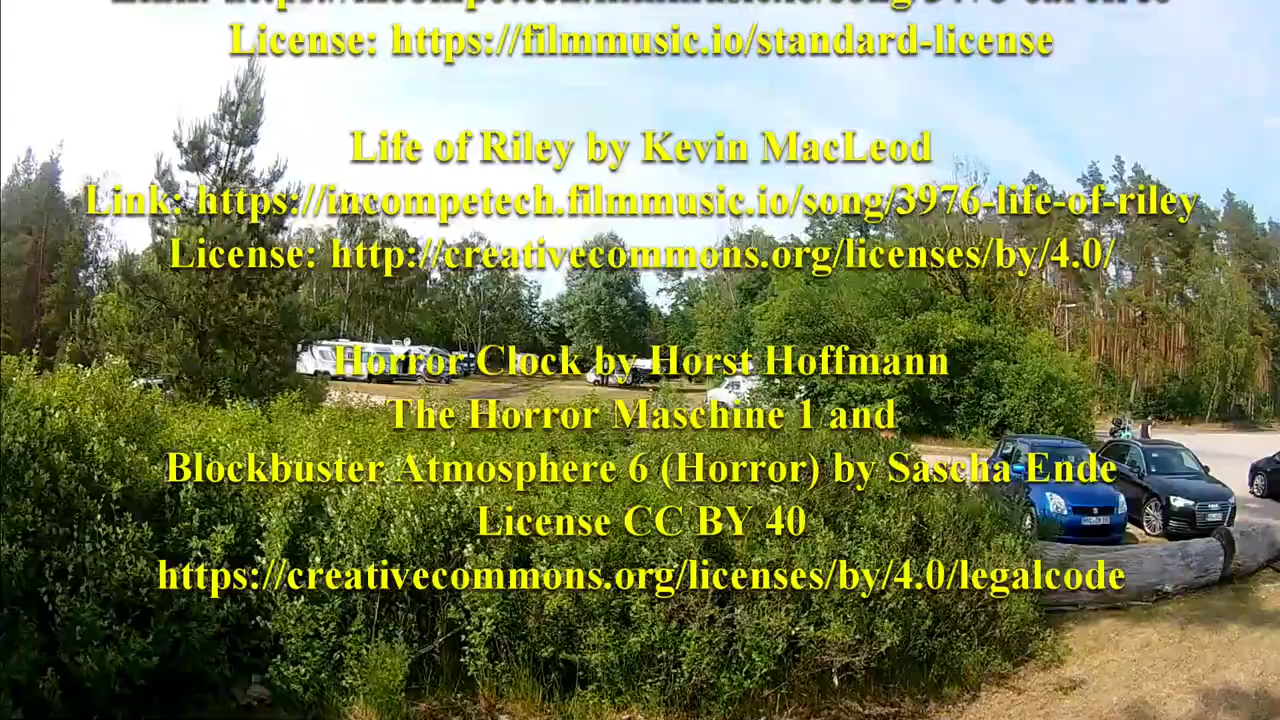 License: https://filmmusic.io/standard-license
Life of Riley by Kevin MacLeod
Link: https://incompetech.filmmusic.io/song/3976-life-of-riley
License: http://creativecommons.org/licenses/by/4.0/
Horror Clock by Horst Hoffmann
The Horror Maschine 1 and
Blockbuster Atmosphere 6 (Horror) by Sascha Ende
License CC BY 40
https://creativecommons.org/licenses/by/4.0/legalcode